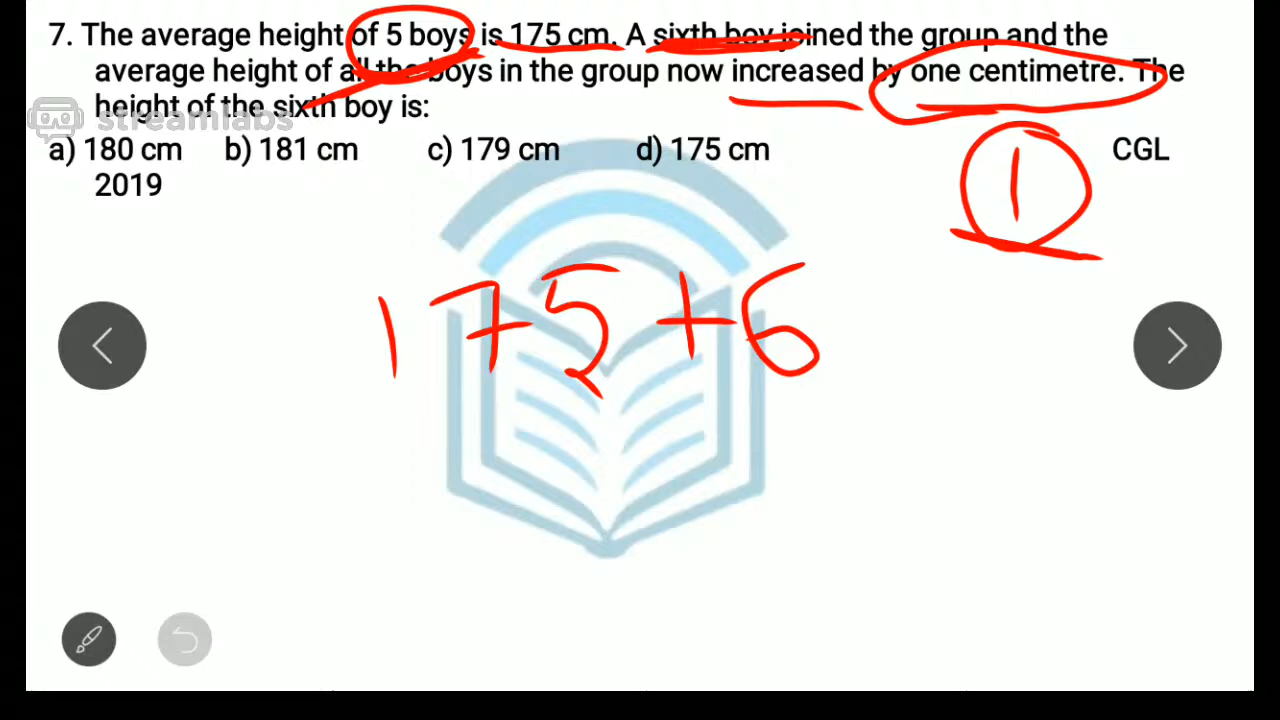 7. The average height of 5 boys is 175 cm. A sixth boy joined the group and the
average height of all the boys in the group now increased by one centimetre. The
height of the sixth boy is:
streamlabs
a) 180 cm b) 181 cm c) 179 cm d) 175 cm CGL
2019
1
175+6